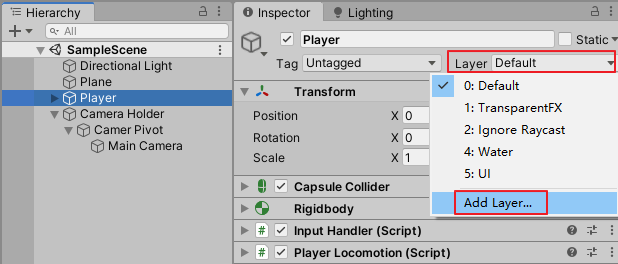 Hierarchy
All
SampleScene
Directional Light
Plane
Player
Camera Holder
Camer Pivot
Main Camera
Inspector
Lighting
Player
Static
Tag Untagged
Layer Default
0: Default
1: TransparentFX
2: Ignore Raycast
4: Water
5: UI
Add Layer...
Transform
Position X 0
Rotation X 0
Scale X 1
Capsule Collider
Rigidbody
Input Handler (Script)
Player Locomotion (Script)